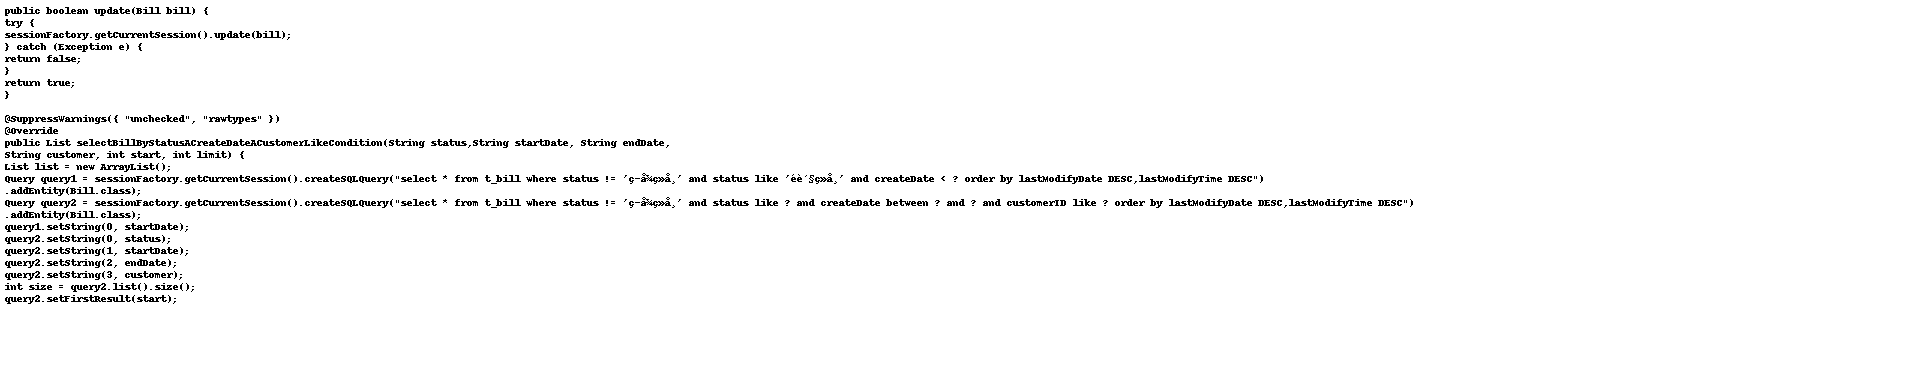 public boolean update(Bill bill) {
try {
sessionFactory.getCurrentSession().update(bill);
} catch (Exception e) {
return false;
}
return true;
}
@SuppressWarnings({ "unchecked", "rawtypes" })
@Override
public List selectBillByStatusACreateDateACustomerLikeCondition(String status,String startDate, String endDate,
String customer, int start, int limit) {
List list = new ArrayList();
Query query1 = sessionFactory.getCurrentSession().createSQLQuery("select * from t_bill where status != 'ç­å¾ç»å¸' and status like 'éè´§ç»å¸' and createDate < ? order by lastModifyDate DESC,lastModifyTime DESC")
.addEntity(Bill.class);
Query query2 = sessionFactory.getCurrentSession().createSQLQuery("select * from t_bill where status != 'ç­å¾ç»å¸' and status like ? and createDate between ? and ? and customerID like ? order by lastModifyDate DESC,lastModifyTime DESC")
.addEntity(Bill.class);
query1.setString(0, startDate);
query2.setString(0, status);
query2.setString(1, startDate);
query2.setString(2, endDate);
query2.setString(3, customer);
int size = query2.list().size();
query2.setFirstResult(start);